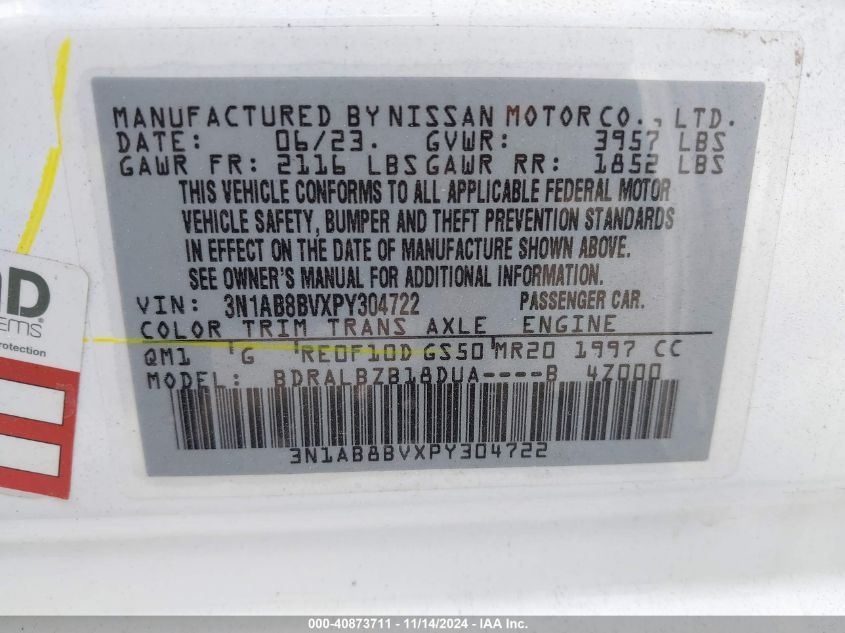 MANUFACTURED BY NISSAN MOTOR CO., LTD.
DATE: 06/23. GVWR: 3957 LBS
GAWR FR: 2116 LBS GAWR RR: 1852 LBS
THIS VEHICLE CONFORMS TO ALL APPLICABLE FEDERAL MOTOR
VEHICLE SAFETY, BUMPER AND THEFT PREVENTION STANDARDS
IN EFFECT ON THE DATE OF MANUFACTURE SHOWN ABOVE.
SEE OWNER'S MANUAL FOR ADDITIONAL INFORMATION.
VIN: 3N1AB8BVXPY304722 PASSENGER CAR.
COLOR TRIM TRANS AXLE ENGINE
QM1 G RE0F10D GS50 MR20 1997 CC
MODEL: BDRALBZB18DUA----B 4Z000
3N1AB8BVXPY304722
000-40873711 - 11/14/2024 - IAA Inc.